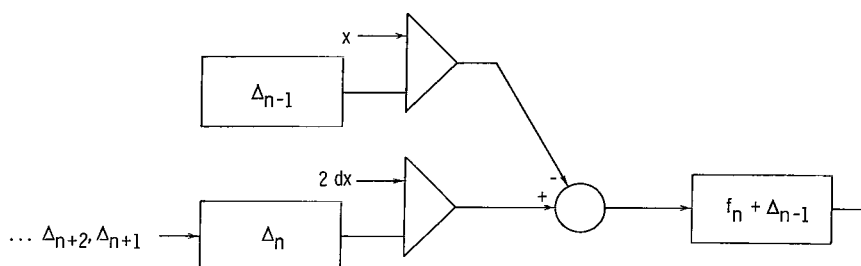 x
Δn-1
-
2 dx
+
fn + Δn-1
... Δn+2, Δn+1
Δn